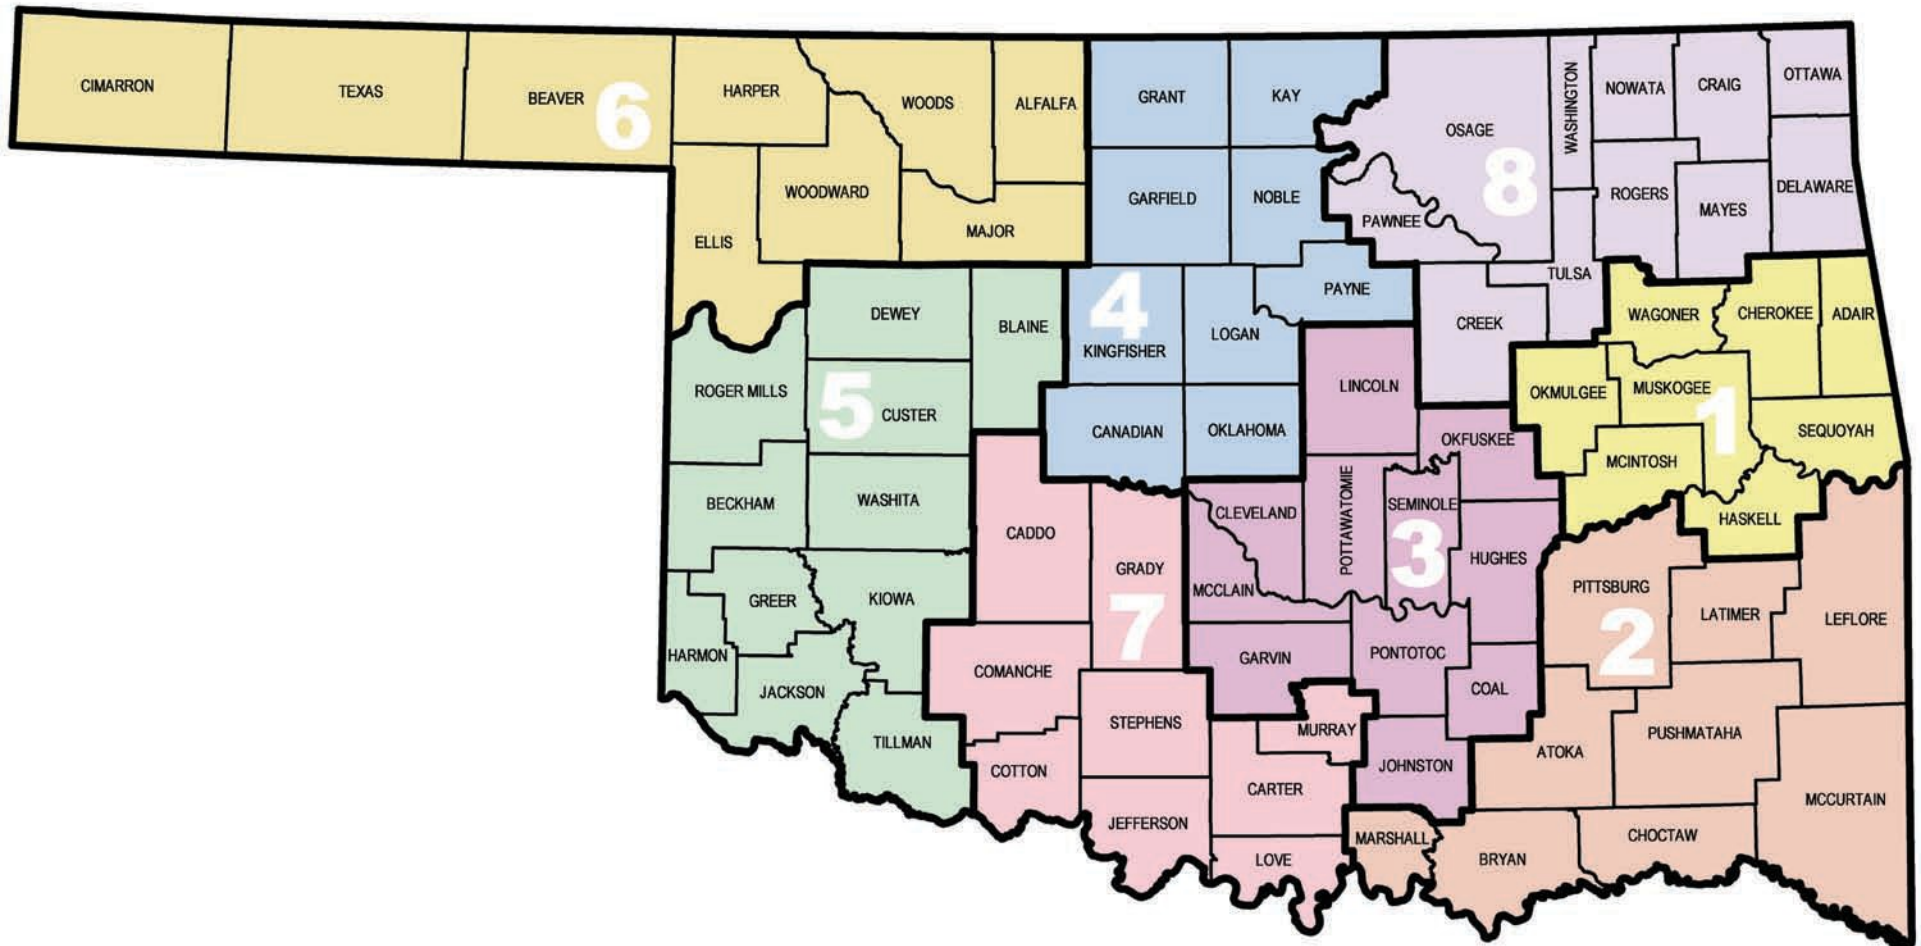 CIMARRON
TEXAS
BEAVER
6
HARPER
WOODS
ALFALFA
ELLIS
WOODWARD
MAJOR
GRANT
KAY
GARFIELD
NOBLE
4
KINGFISHER
LOGAN
PAYNE
CANADIAN
OKLAHOMA
OSAGE
WASHINGTON
NOWATA
CRAIG
OTTAWA
8
PAWNEE
ROGERS
MAYES
DELAWARE
TULSA
CREEK
WAGONER
CHEROKEE
ADAIR
OKMULGEE
MUSKOGEE
1
MCINTOSH
SEQUOYAH
HASKELL
DEWEY
BLAINE
ROGER MILLS
5
CUSTER
BECKHAM
WASHITA
GREER
KIOWA
HARMON
JACKSON
TILLMAN
CADDO
GRADY
7
COMANCHE
STEPHENS
COTTON
JEFFERSON
MURRAY
CARTER
LOVE
LINCOLN
OKFUSKEE
CLEVELAND
POTTAWATOMIE
SEMINOLE
3
HUGHES
MCCLAIN
GARVIN
PONTOTOC
COAL
JOHNSTON
PITTSBURG
2
LATIMER
LEFLORE
ATOKA
PUSHMATAHA
MCCURTAIN
MARSHALL
BRYAN
CHOCTAW